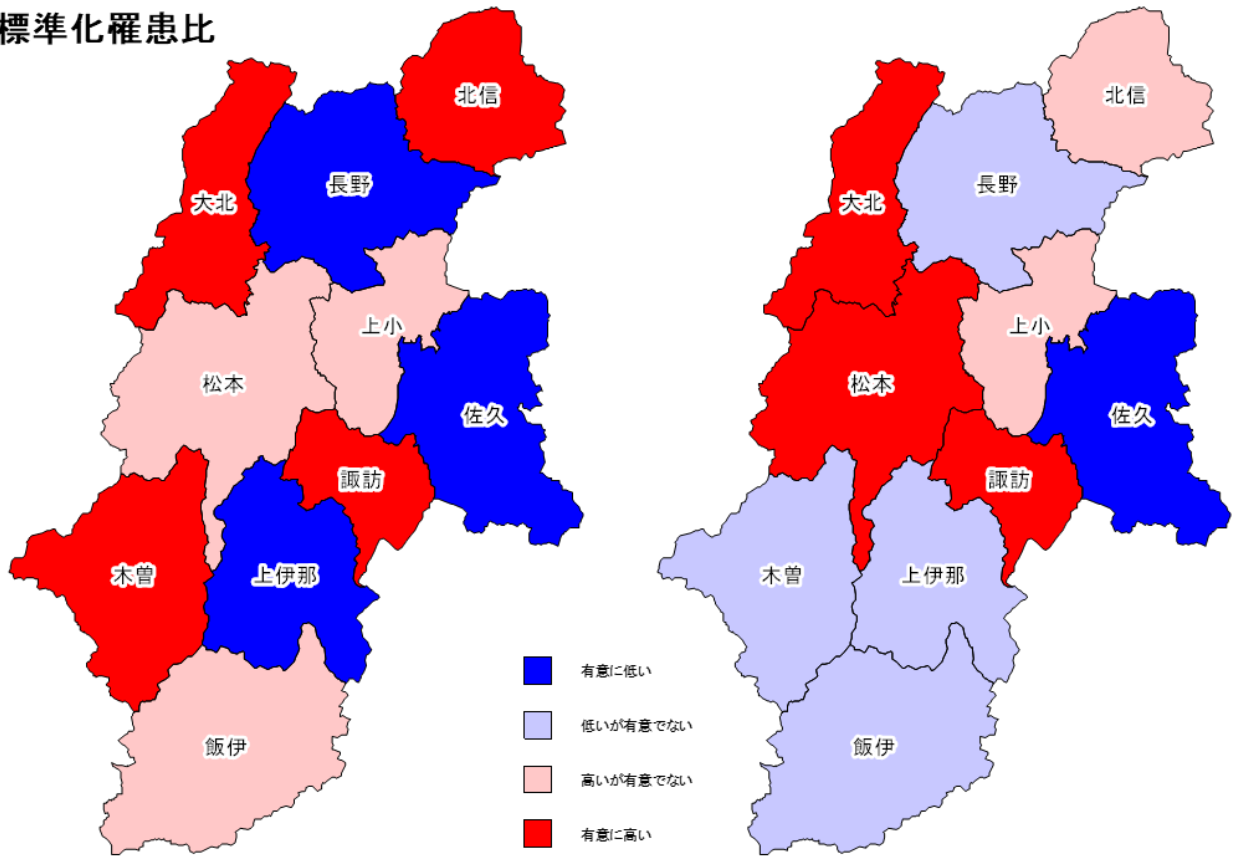 標準化罹患比
北信
長野
大北
上小
松本
佐久
諏訪
木曽
上伊那
飯伊
北信
長野
大北
上小
松本
佐久
諏訪
木曽
上伊那
飯伊
有意に低い
低いが有意でない
高いが有意でない
有意に高い